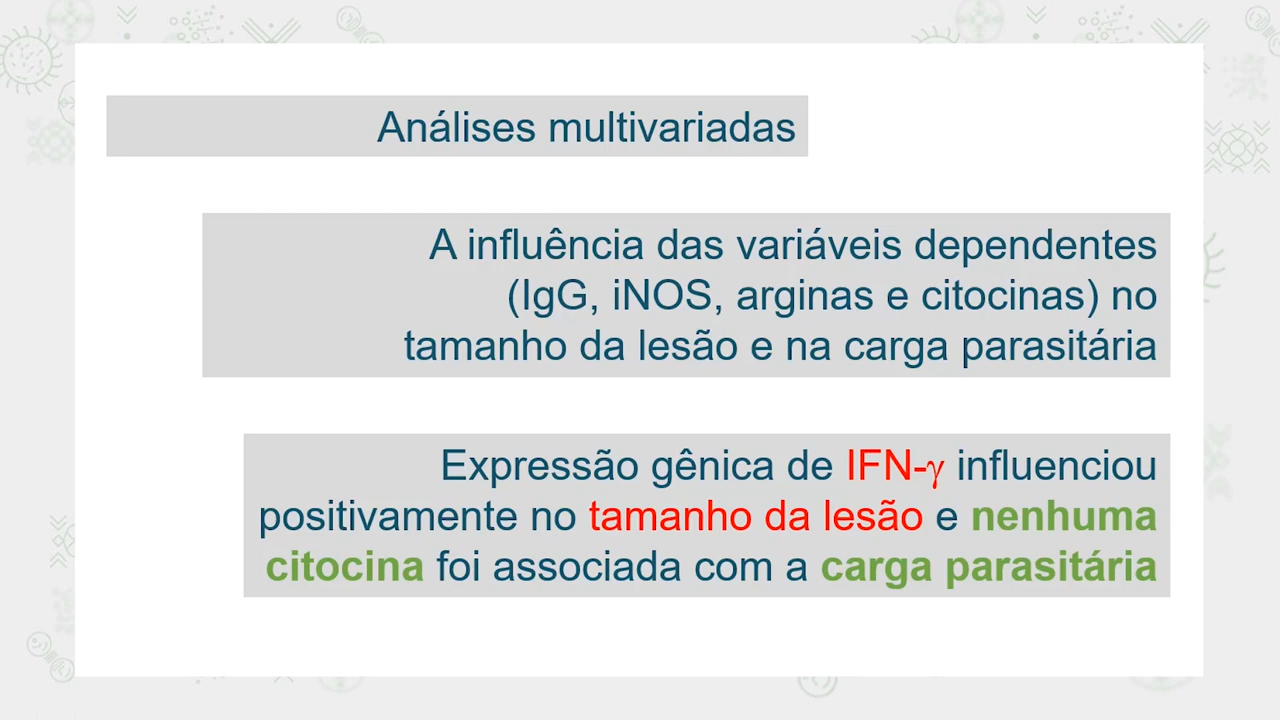 Análises multivariadas
A influência das variáveis dependentes
(IgG, iNOS, arginas e citocinas) no
tamanho da lesão e na carga parasitária
Expressão gênica de IFN-γ influenciou
positivamente no tamanho da lesão e nenhuma
citocina foi associada com a carga parasitária